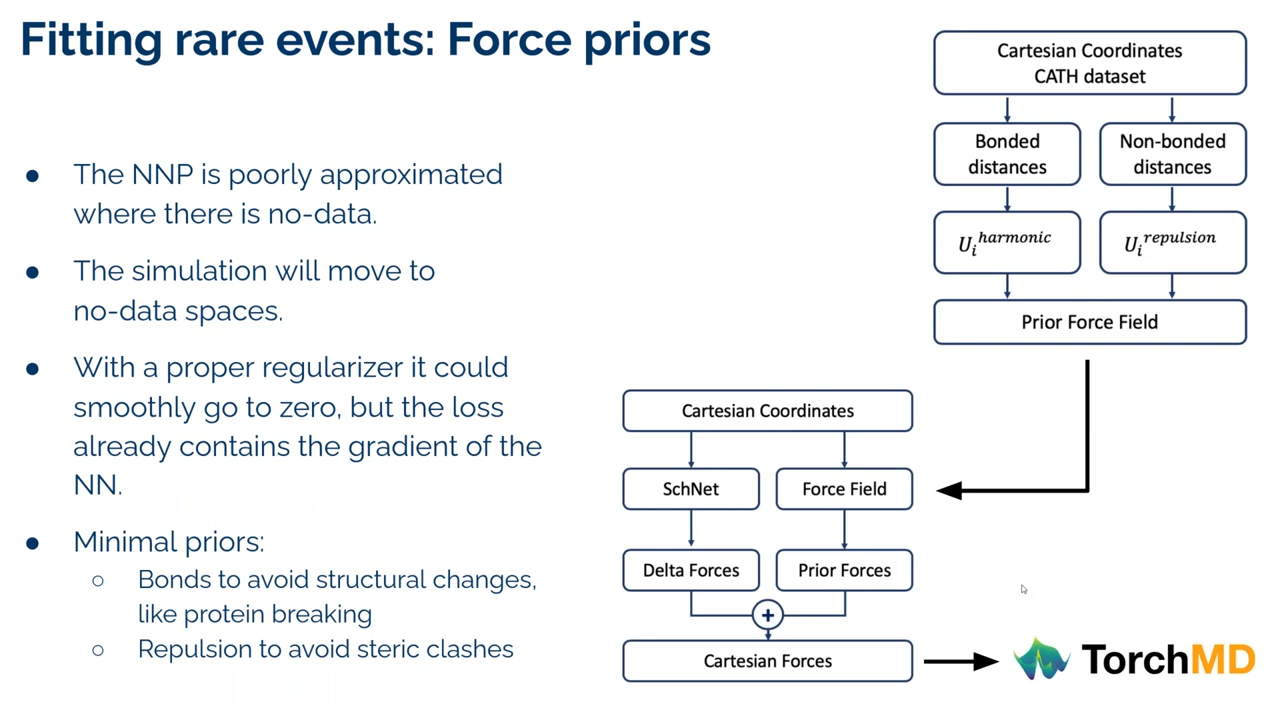 Fitting rare events: Force priors
● The NNP is poorly approximated
where there is no-data.
● The simulation will move to
no-data spaces.
● With a proper regularizer it could
smoothly go to zero, but the loss
already contains the gradient of the
NN.
● Minimal priors:
○ Bonds to avoid structural changes,
like protein breaking
○ Repulsion to avoid steric clashes
Cartesian Coordinates
CATH dataset
Bonded
distances
Non-bonded
distances
U_i^harmonic
U_i^repulsion
Prior Force Field
Cartesian Coordinates
SchNet
Force Field
Delta Forces
Prior Forces
+
Cartesian Forces
TorchMD